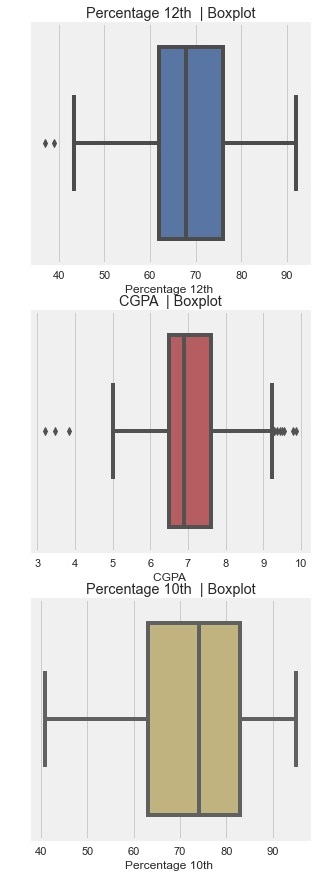 Percentage 12th | Boxplot
40 50 60 70 80 90
Percentage 12th
CGPA | Boxplot
3 4 5 6 7 8 9 10
CGPA
Percentage 10th | Boxplot
40 50 60 70 80 90
Percentage 10th